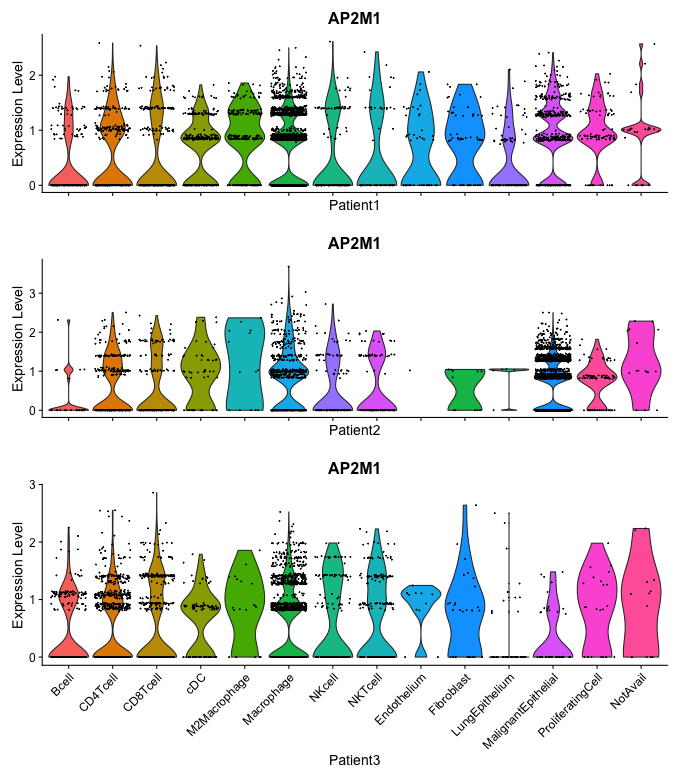 AP2M1
Expression Level
2
1
0
Patient1
AP2M1
Expression Level
3
2
1
0
Patient2
AP2M1
Expression Level
3
2
1
0
Bcell
CD4Tcell
CD8Tcell
cDC
M2Macrophage
Macrophage
NKcell
NKTcell
Endothelium
Fibroblast
LungEpithelium
MalignantEpithelial
ProliferatingCell
NotAvail
Patient3